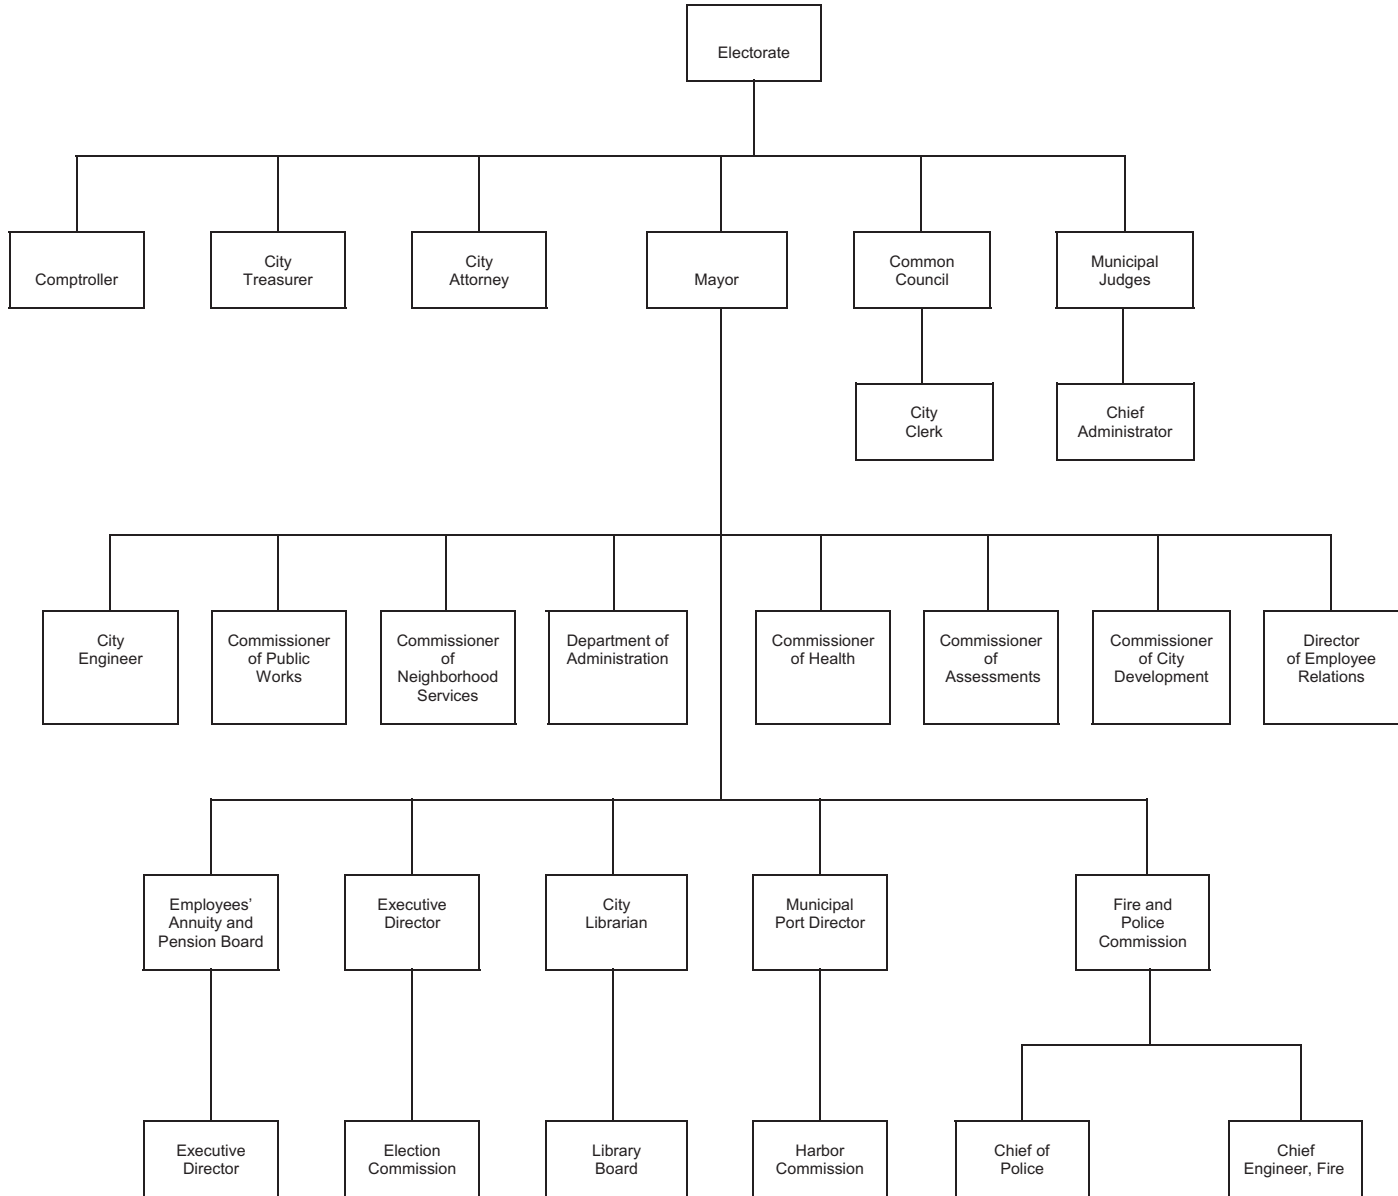 Electorate
Comptroller
City
Treasurer
City
Attorney
Mayor
Common
Council
Municipal
Judges
City
Clerk
Chief
Administrator
City
Engineer
Commissioner
of Public
Works
Commissioner
of
Neighborhood
Services
Department of
Administration
Commissioner
of Health
Commissioner
of
Assessments
Commissioner
of City
Development
Director
of Employee
Relations
Employees’
Annuity and
Pension Board
Executive
Director
City
Librarian
Municipal
Port Director
Fire and
Police
Commission
Executive
Director
Election
Commission
Library
Board
Harbor
Commission
Chief of
Police
Chief
Engineer, Fire